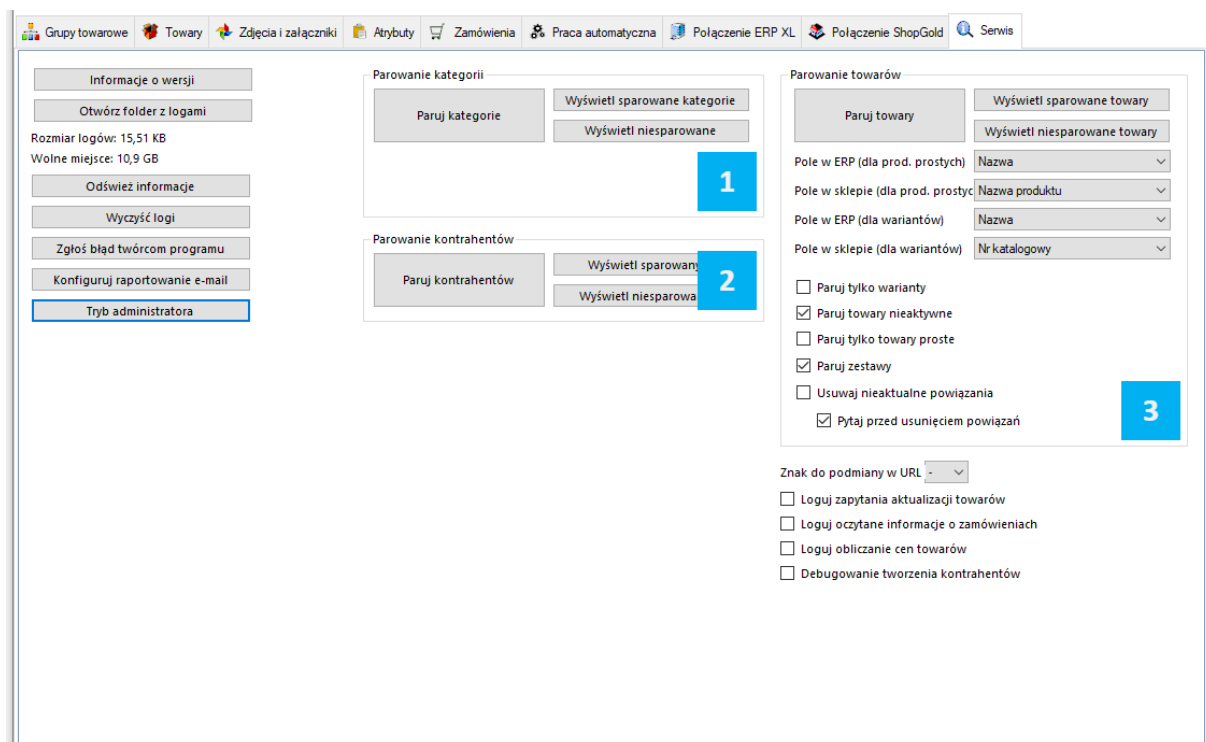 Grupy towarowe Towary Zdjęcia i załączniki Atrybuty Zamówienia Praca automatyczna Połączenie ERP XL Połączenie ShopGold Serwis
Informacje o wersji
Otwórz folder z logami
Rozmiar logów: 15,51 KB
Wolne miejsce: 10,9 GB
Odśwież informacje
Wyczyść logi
Zgłoś błąd twórcom programu
Konfiguruj raportowanie e-mail
Tryb administratora
Parowanie kategorii
Paruj kategorie
Wyświetl sparowane kategorie
Wyświetl niesparowane
1
Parowanie kontrahentów
Paruj kontrahentów
Wyświetl sparowany
Wyświetl niesparowa
2
Parowanie towarów
Paruj towary
Wyświetl sparowane towary
Wyświetl niesparowane towary
Pole w ERP (dla prod. prostych) Nazwa
Pole w sklepie (dla prod. prostyc Nazwa produktu
Pole w ERP (dla wariantów) Nazwa
Pole w sklepie (dla wariantów) Nr katalogowy
Paruj tylko warianty
Paruj towary nieaktywne
Paruj tylko towary proste
Paruj zestawy
Usuwaj nieaktualne powiązania
Pytaj przed usunięciem powiązań
3
Znak do podmiany w URL -
Loguj zapytania aktualizacji towarów
Loguj oczytane informacje o zamówieniach
Loguj obliczanie cen towarów
Debugowanie tworzenia kontrahentów